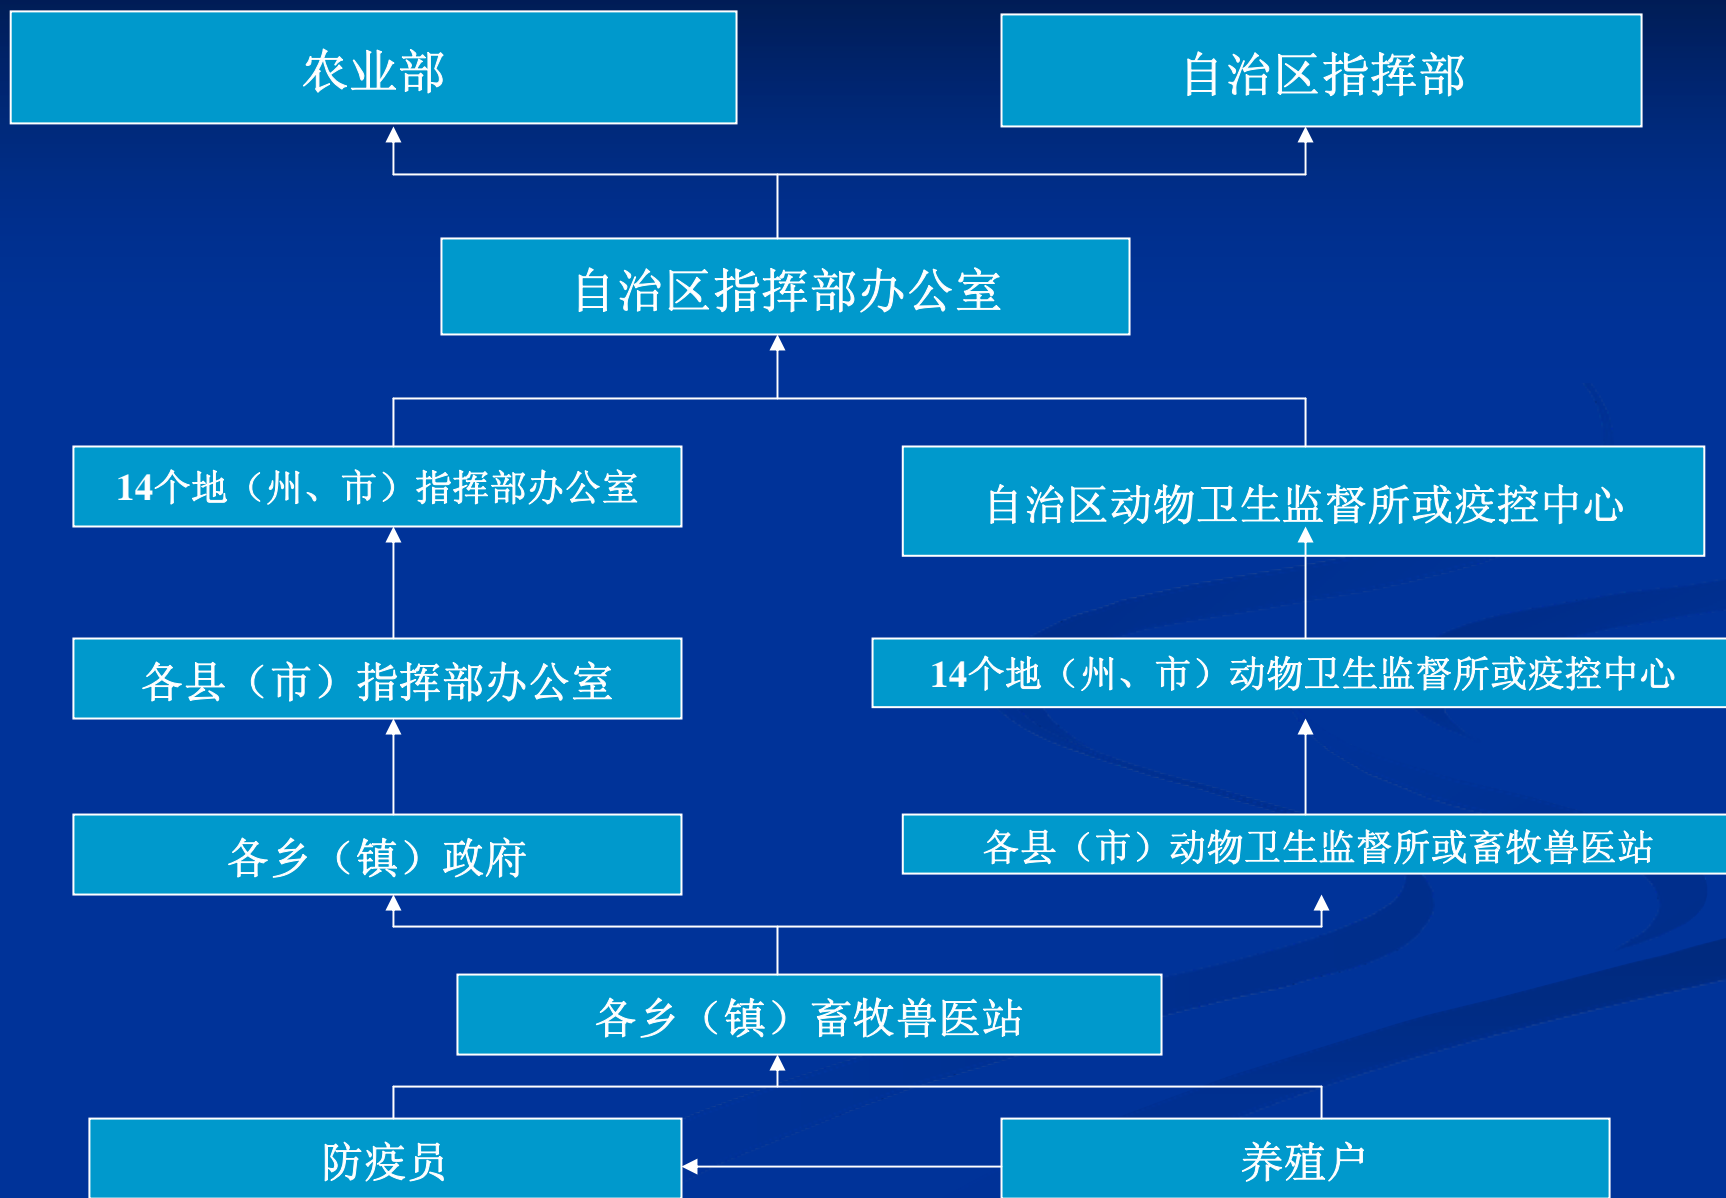 农业部
自治区指挥部
自治区指挥部办公室
14个地（州、市）指挥部办公室
自治区动物卫生监督所或疫控中心
各县（市）指挥部办公室
14个地（州、市）动物卫生监督所或疫控中心
各乡（镇）政府
各县（市）动物卫生监督所或畜牧兽医站
各乡（镇）畜牧兽医站
防疫员
养殖户